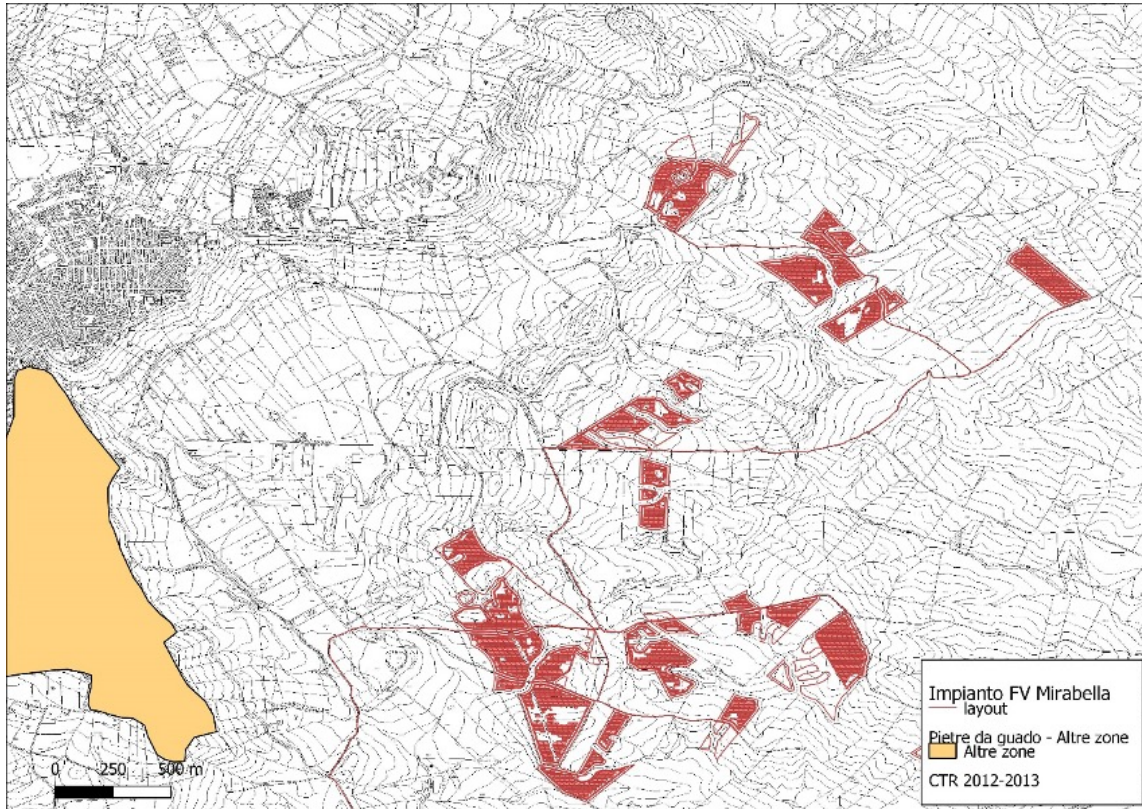 Impianto FV Mirabella
layout
Pietre da guado - Altre zone
Altre zone
CTR 2012-2013
0 250 500 m